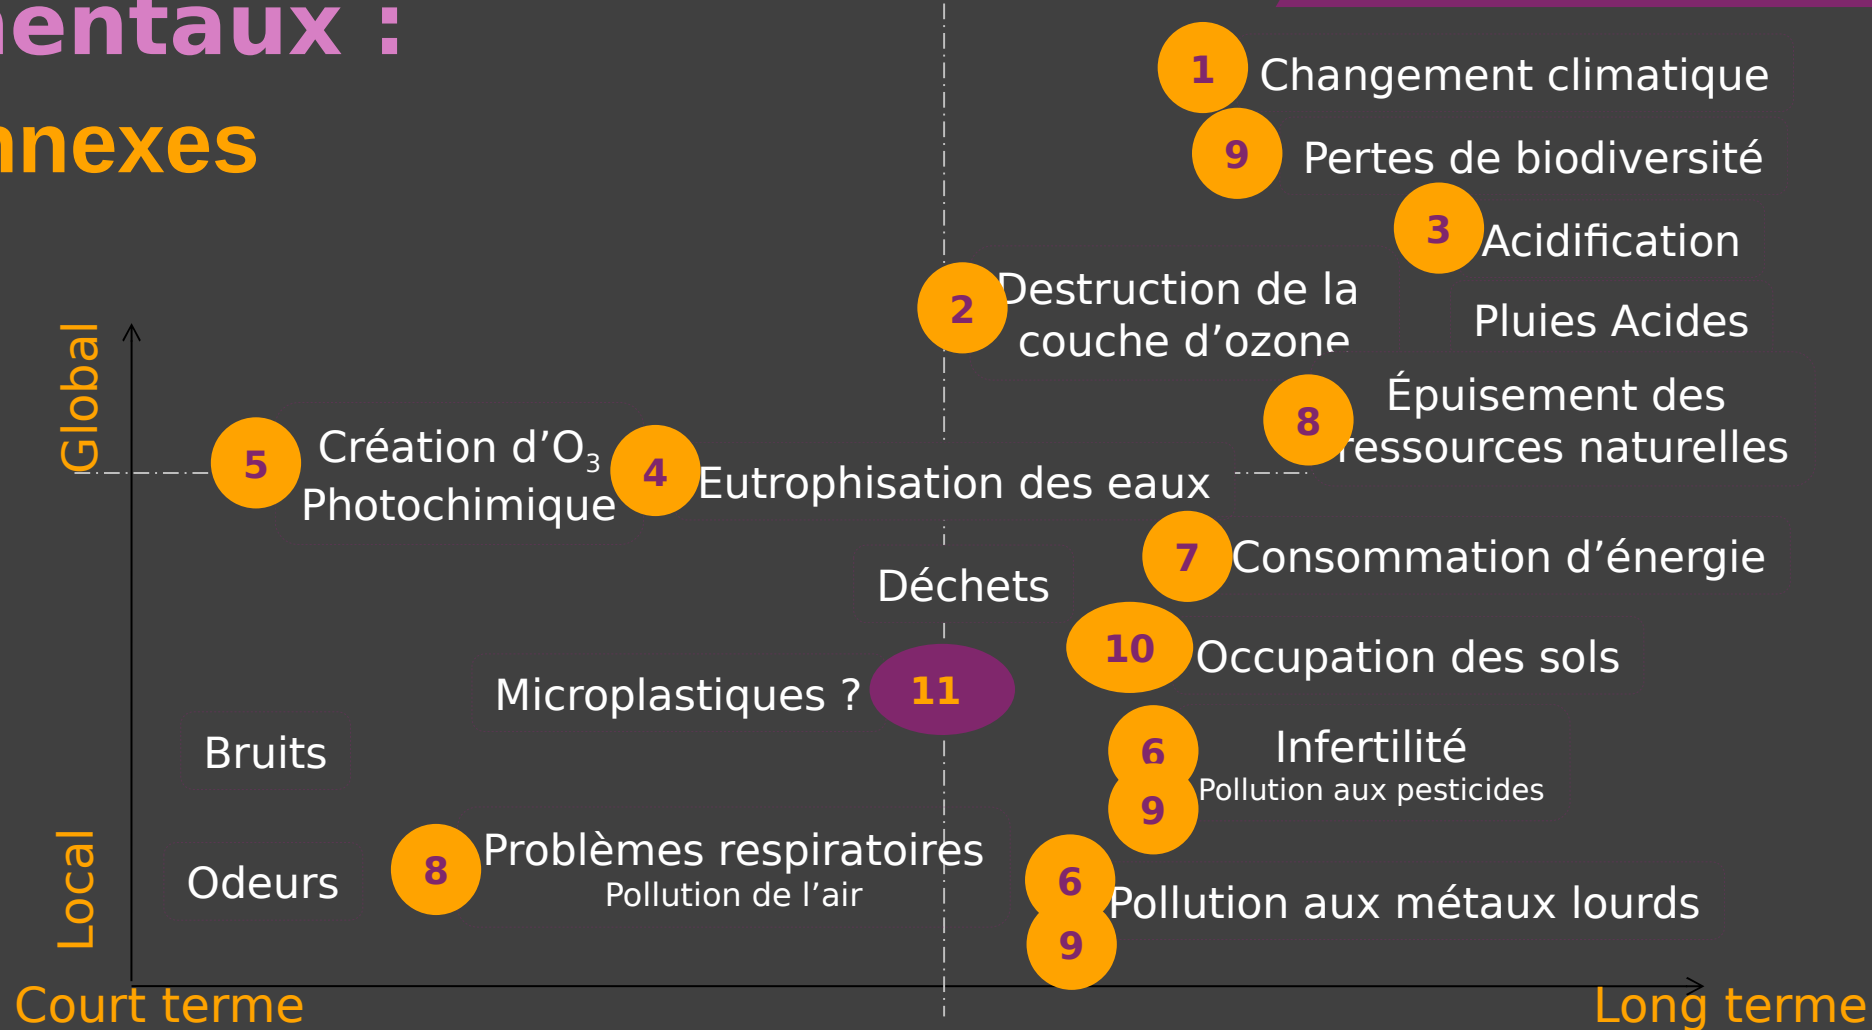 entaux :
nnexes
1 Changement climatique
9 Pertes de biodiversité
3 Acidification
2 Destruction de la
couche d’ozone
Pluies Acides
Global
8 Épuisement des
ressources naturelles
5 Création d’O3
Photochimique
4 Eutrophisation des eaux
7 Consommation d’énergie
Déchets
10 Occupation des sols
Microplastiques ? 11
Bruits
6 Infertilité
9 Pollution aux pesticides
Local
Odeurs
8 Problèmes respiratoires
Pollution de l’air
6 Pollution aux métaux lourds
9
Court terme
Long terme